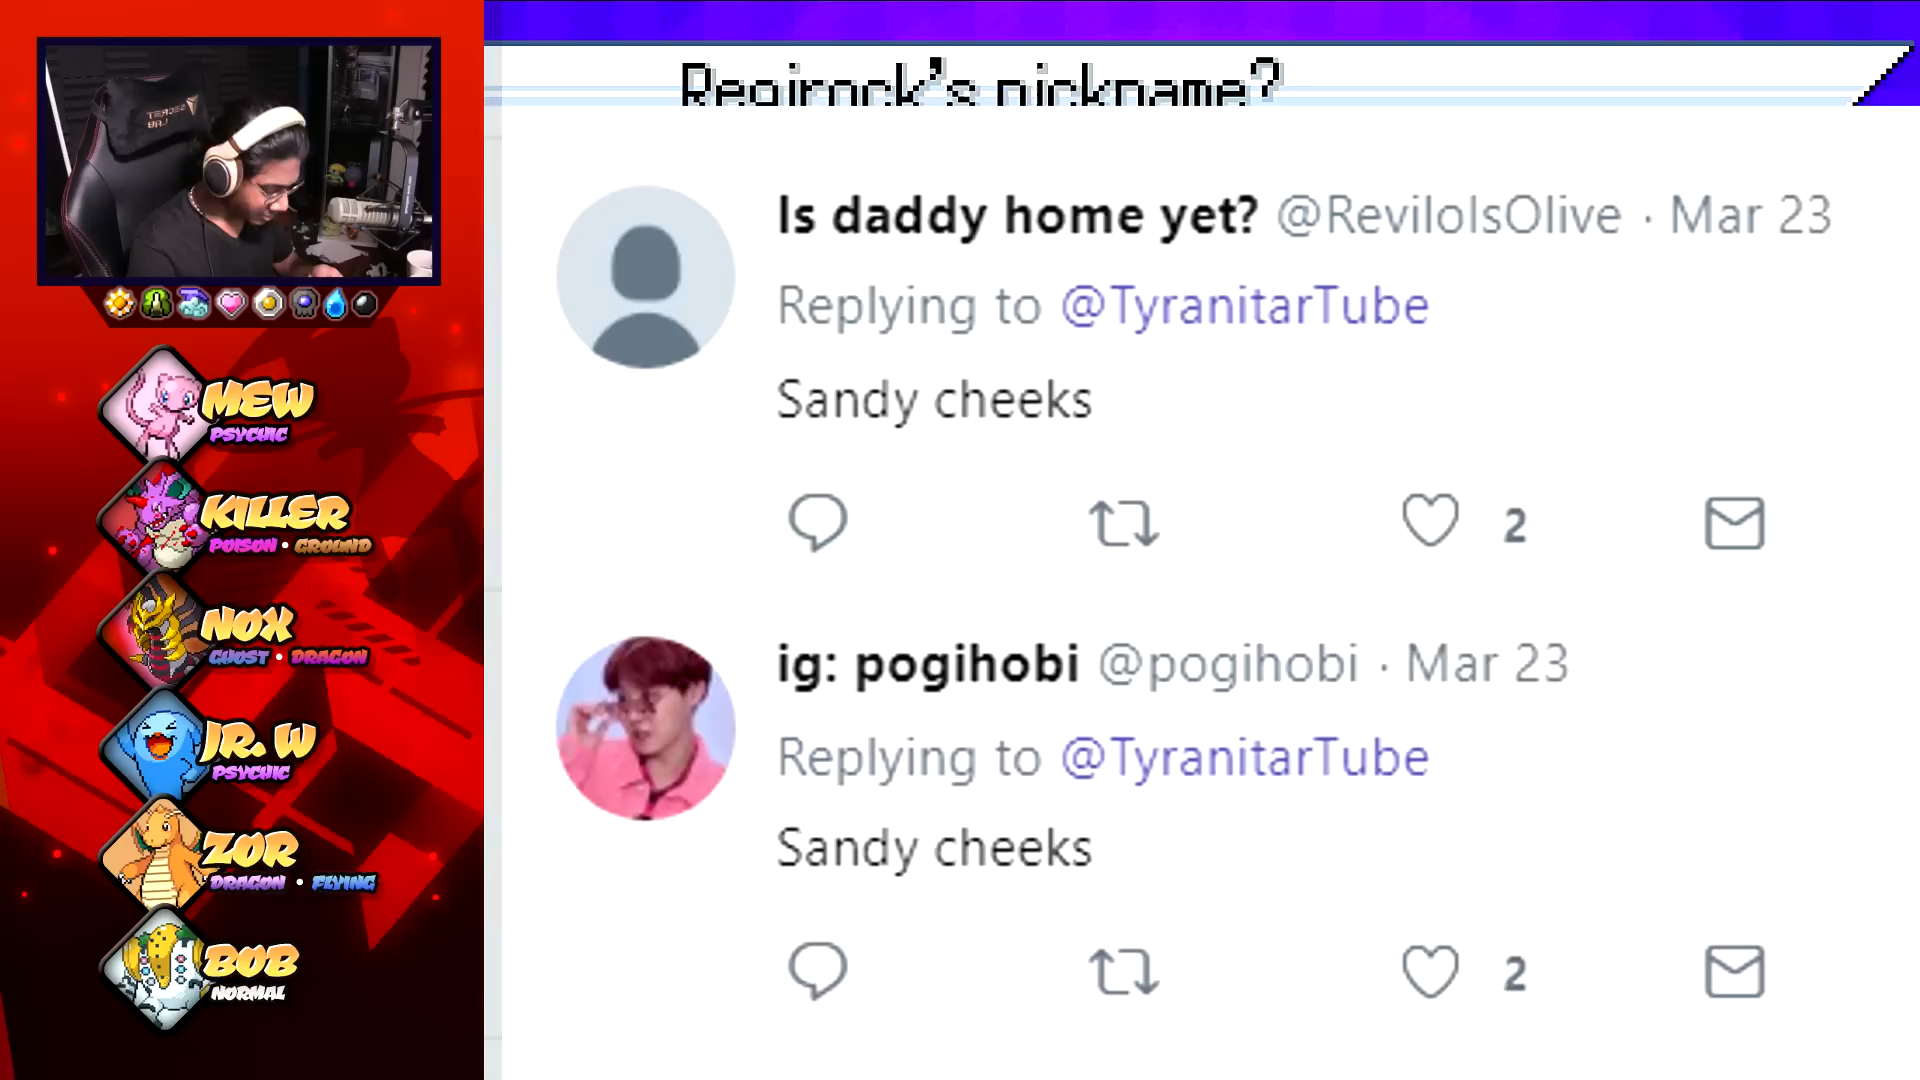 SECRET
LAB
MEW
PSYCHIC
KILLER
POISON • GROUND
NOX
GHOST • DRAGON
JR. W
PSYCHIC
ZOR
DRAGON • FLYING
BOB
NORMAL
Regirock's nickname?
Is daddy home yet? @ReviloIsOlive · Mar 23
Replying to @TyranitarTube
Sandy cheeks
2
ig: pogihobi @pogihobi · Mar 23
Replying to @TyranitarTube
Sandy cheeks
2